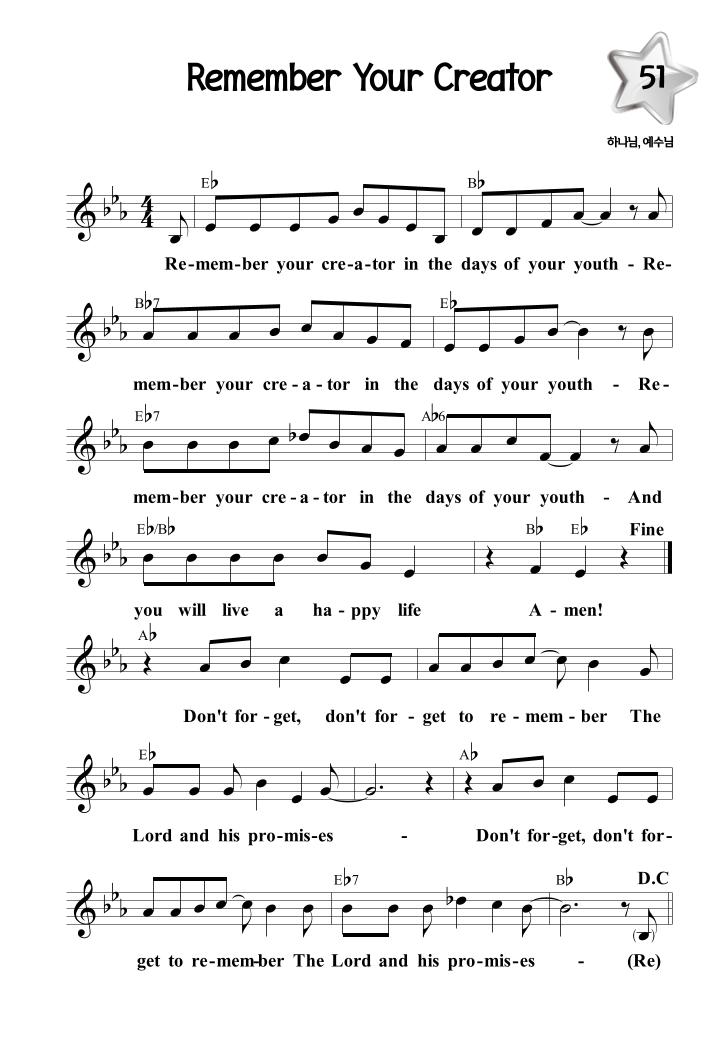 Remember Your Creator
51
하나님, 예수님
E♭ B♭
Re-mem-ber your cre-a-tor in the days of your youth - Re-
B♭7 E♭
mem-ber your cre-a-tor in the days of your youth - Re-
E♭7 A♭6
mem-ber your cre-a-tor in the days of your youth - And
E♭/B♭ B♭ E♭ Fine
you will live a ha-ppy life A-men!
A♭
Don't for-get, don't for-get to re-mem-ber The
E♭ A♭
Lord and his pro-mis-es - Don't for-get, don't for-
E♭7 B♭ D.C
get to re-mem-ber The Lord and his pro-mis-es - (Re)